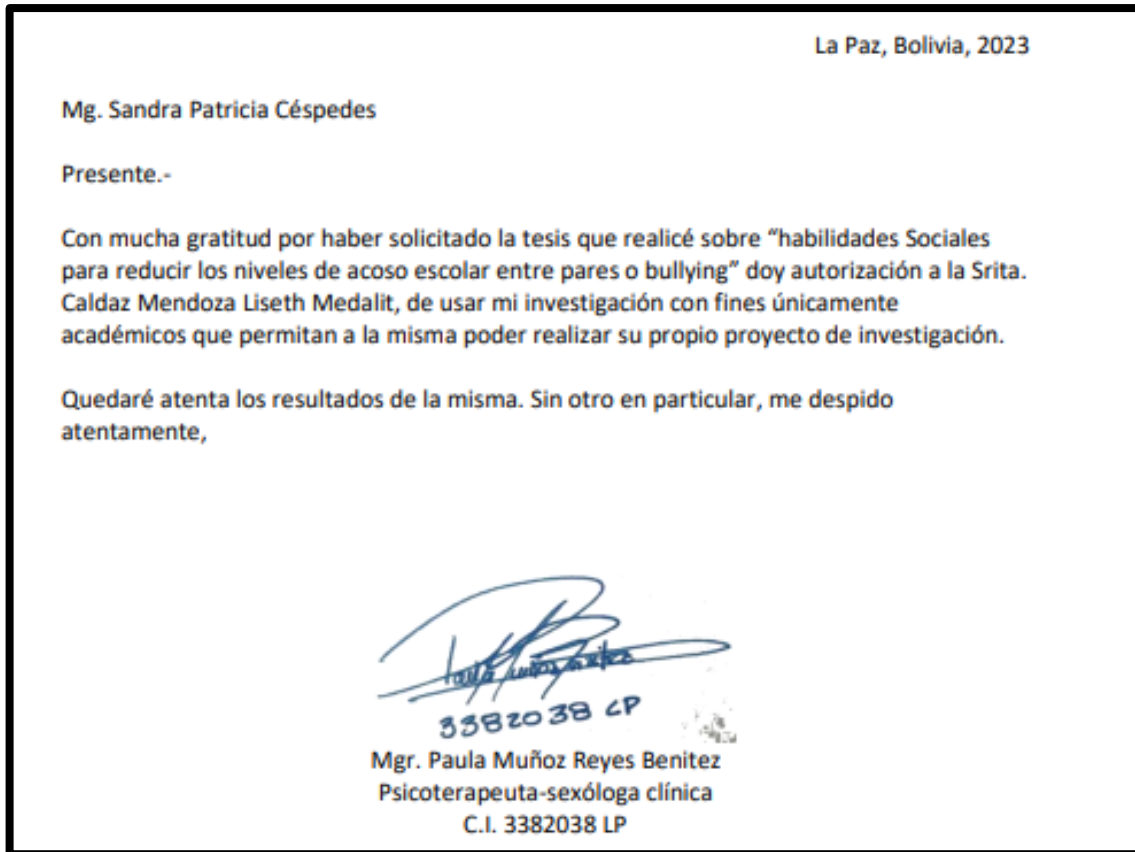 La Paz, Bolivia, 2023
Mg. Sandra Patricia Céspedes
Presente.-
Con mucha gratitud por haber solicitado la tesis que realicé sobre “habilidades Sociales
para reducir los niveles de acoso escolar entre pares o bullying” doy autorización a la Srita.
Caldaz Mendoza Liseth Medalit, de usar mi investigación con fines únicamente
académicos que permitan a la misma poder realizar su propio proyecto de investigación.
Quedaré atenta los resultados de la misma. Sin otro en particular, me despido
atentamente,
3382038 LP
Mgr. Paula Muñoz Reyes Benitez
Psicoterapeuta-sexóloga clínica
C.I. 3382038 LP